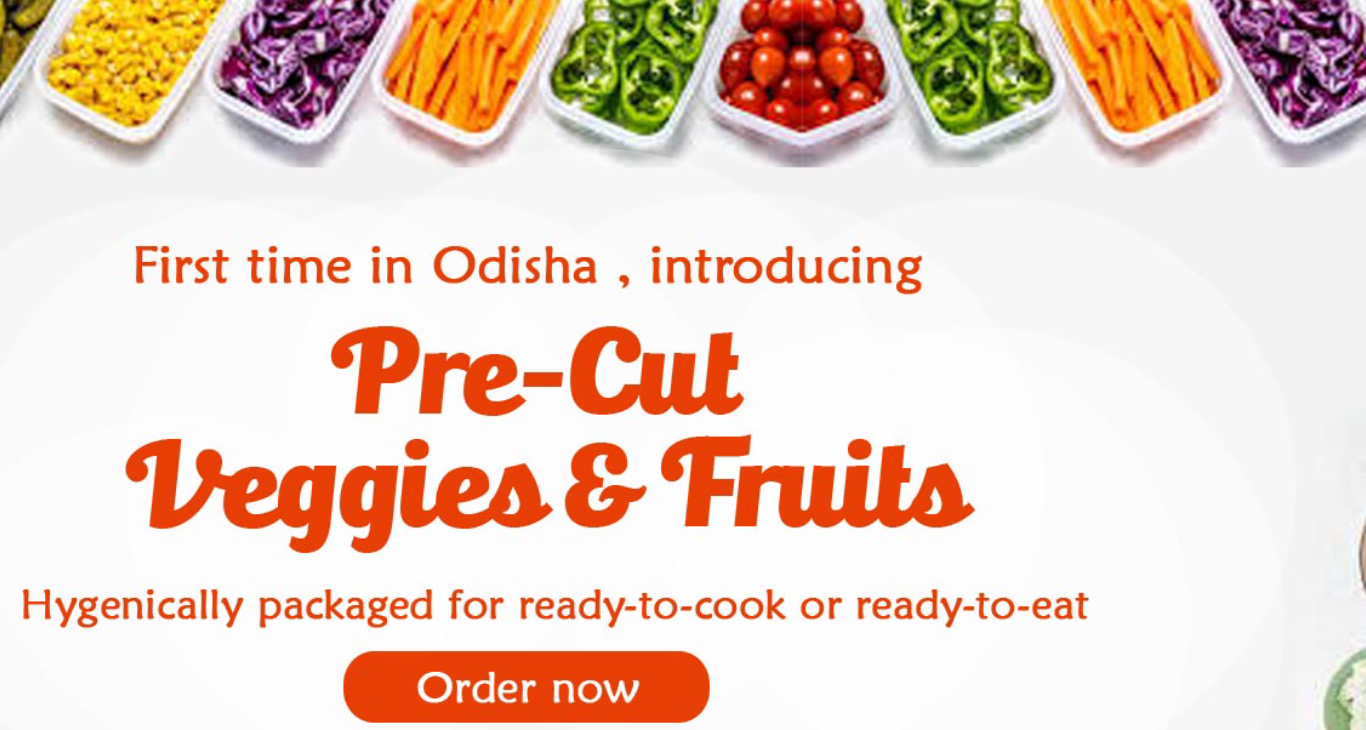 First time in Odisha , introducing
Pre-Cut
Veggies & Fruits
Hygenically packaged for ready-to-cook or ready-to-eat
Order now